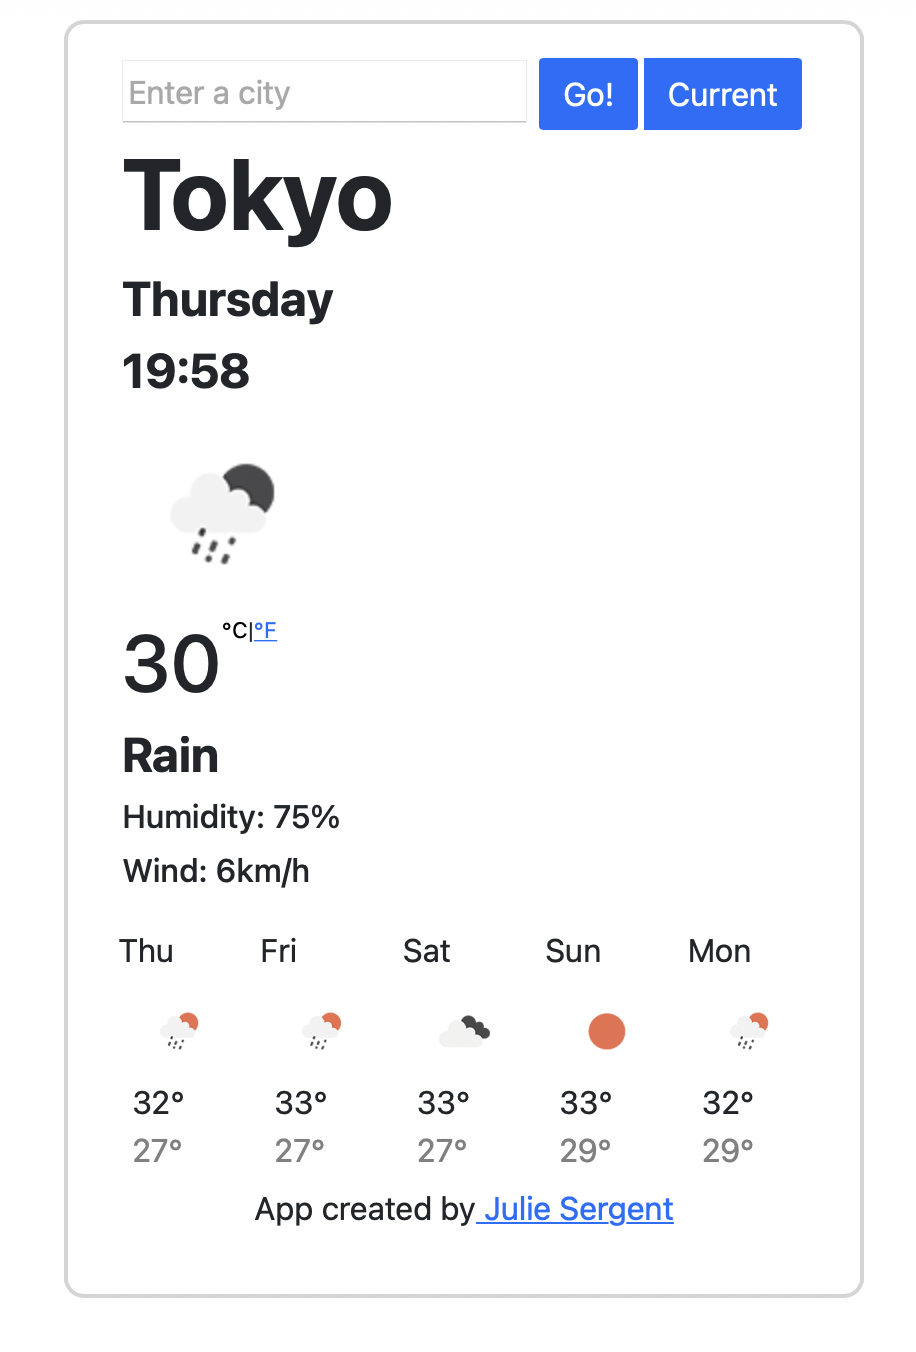 Enter a city Go! Current
Tokyo
Thursday
19:58
30 °C|°F
Rain
Humidity: 75%
Wind: 6km/h
Thu Fri Sat Sun Mon
32° 33° 33° 33° 32°
27° 27° 27° 29° 29°
App created by Julie Sergent